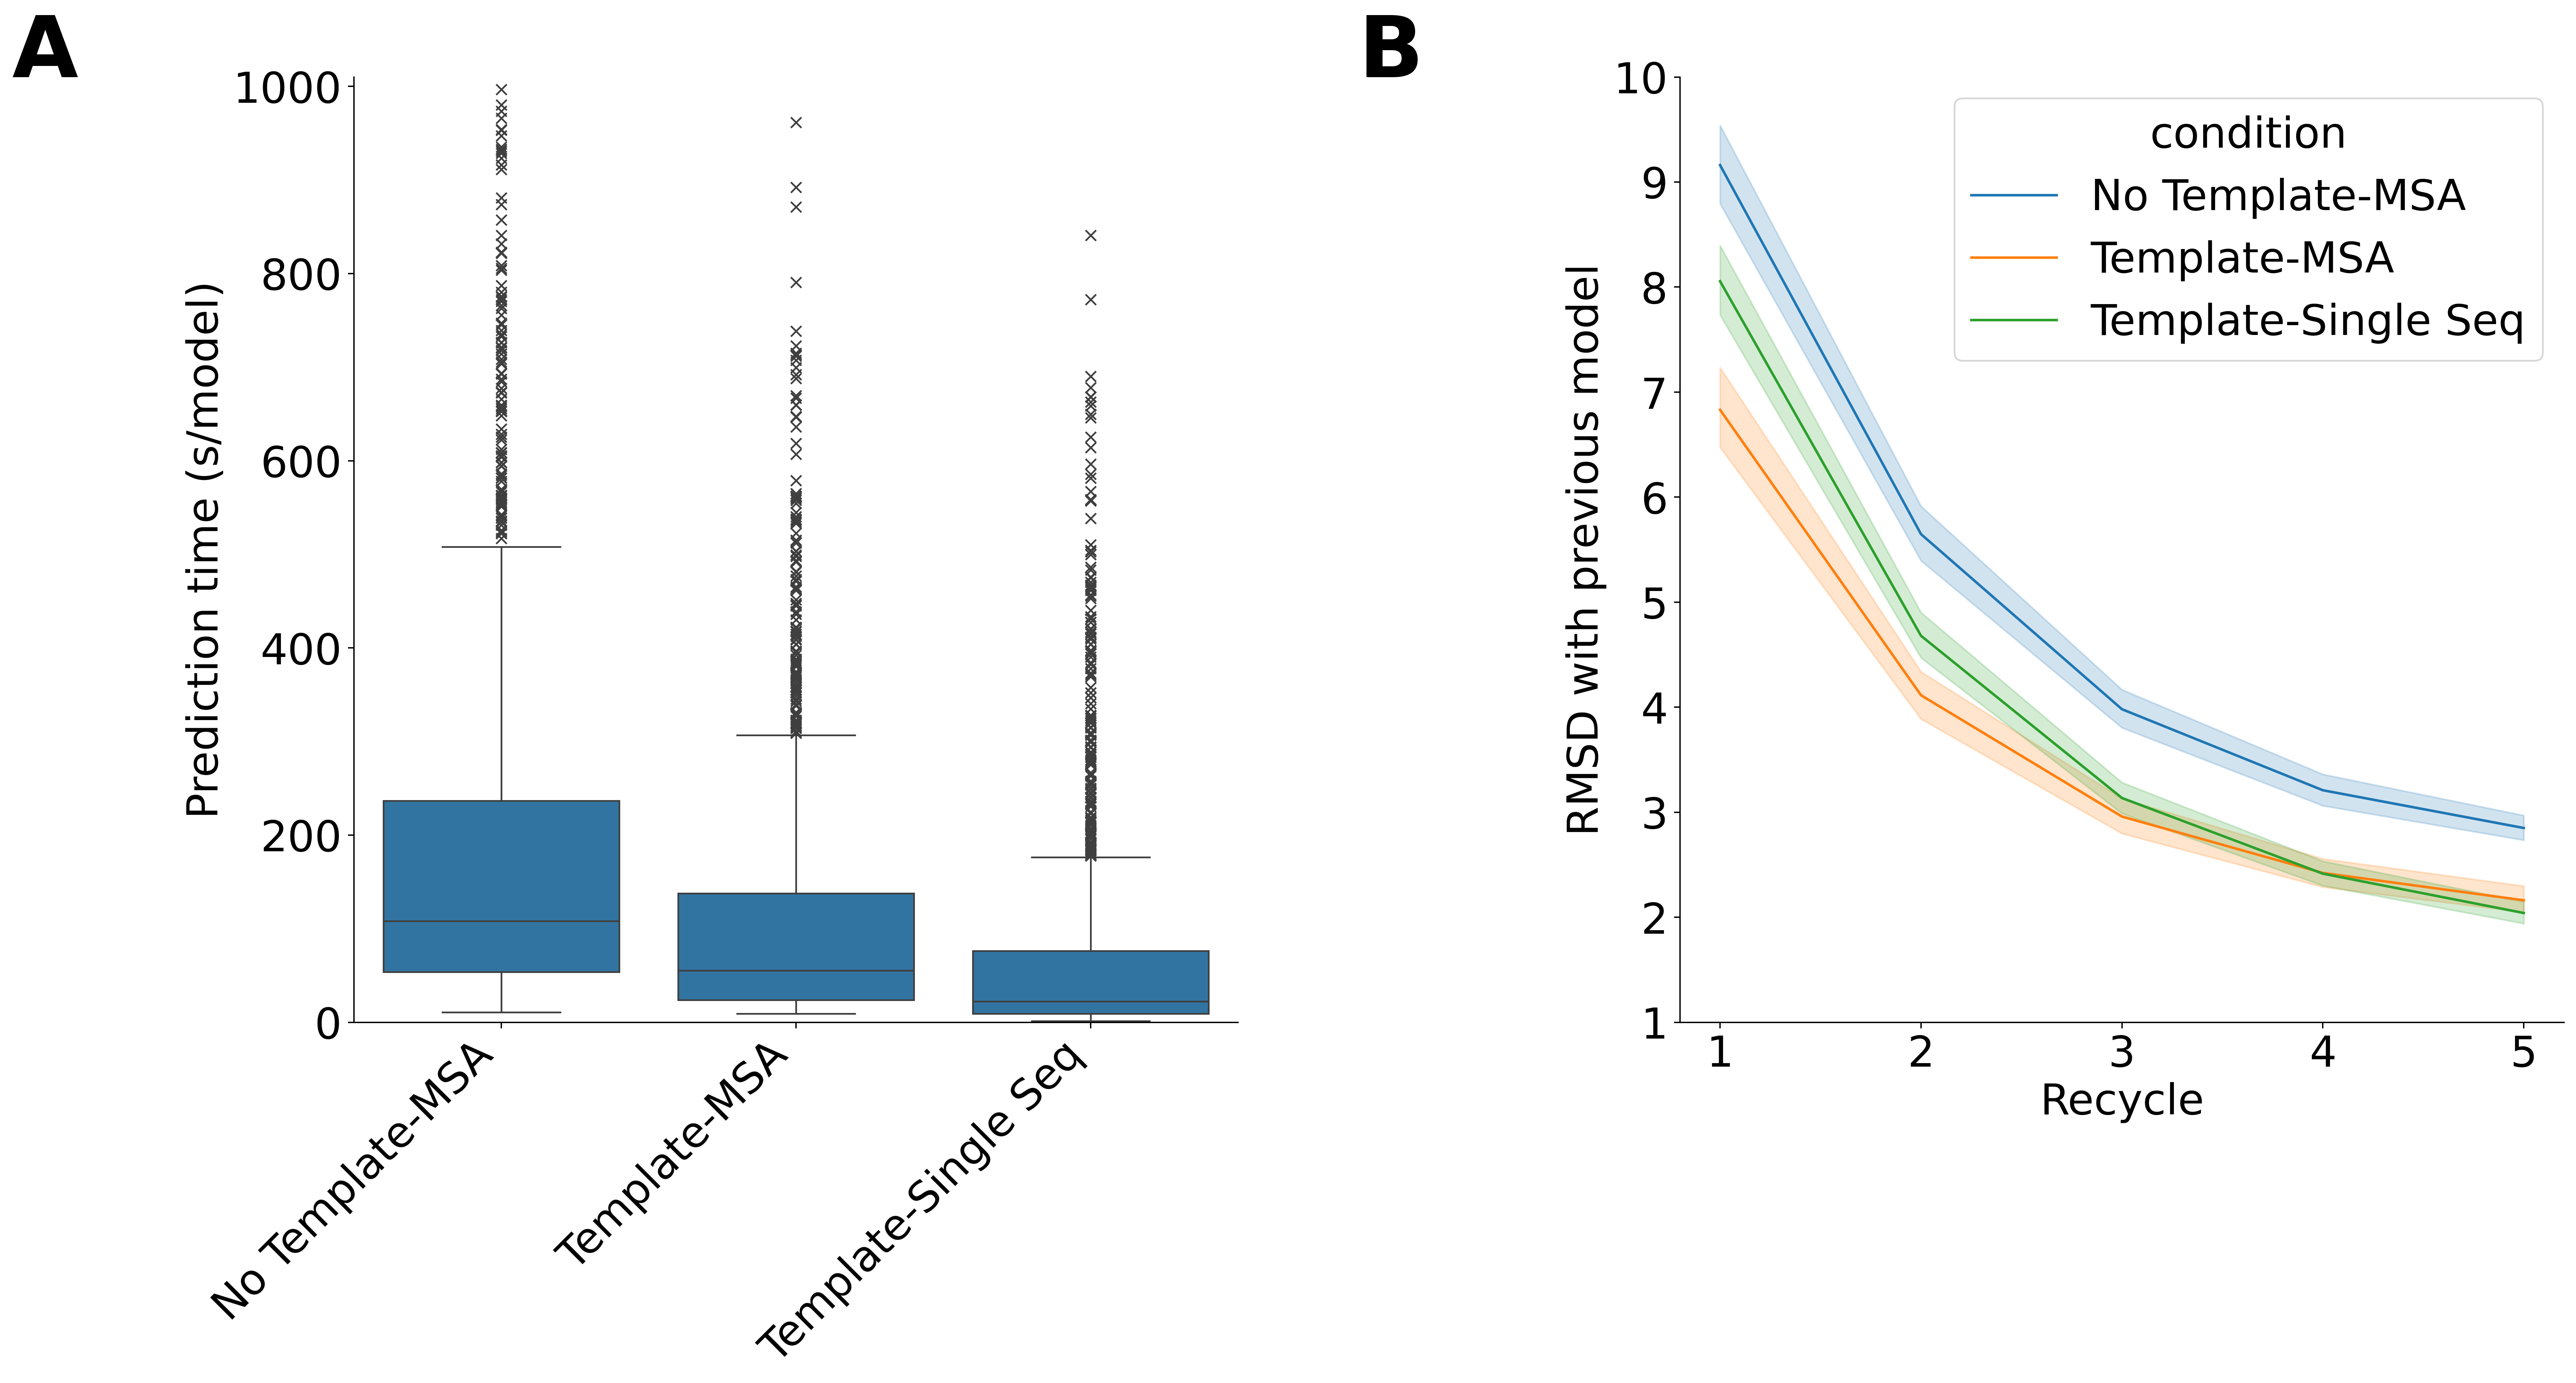 A
1000
800
600
400
200
0
Prediction time (s/model)
No Template-MSA
Template-MSA
Template-Single Seq
B
10
9
8
7
6
5
4
3
2
1
RMSD with previous model
condition
No Template-MSA
Template-MSA
Template-Single Seq
1 2 3 4 5
Recycle